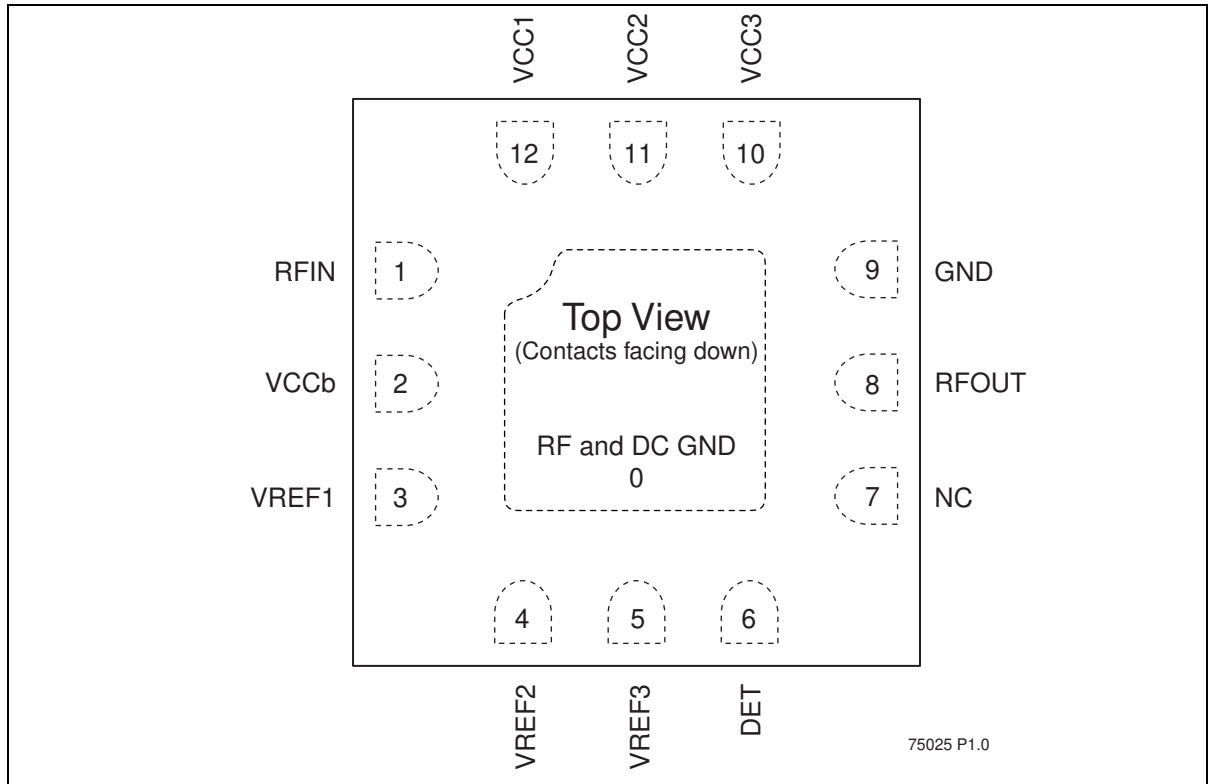 VCC1 VCC2 VCC3
12 11 10
RFIN 1 9 GND
Top View
(Contacts facing down)
VCCb 2 8 RFOUT
RF and DC GND
0
VREF1 3 7 NC
4 5 6
VREF2 VREF3 DET
75025 P1.0